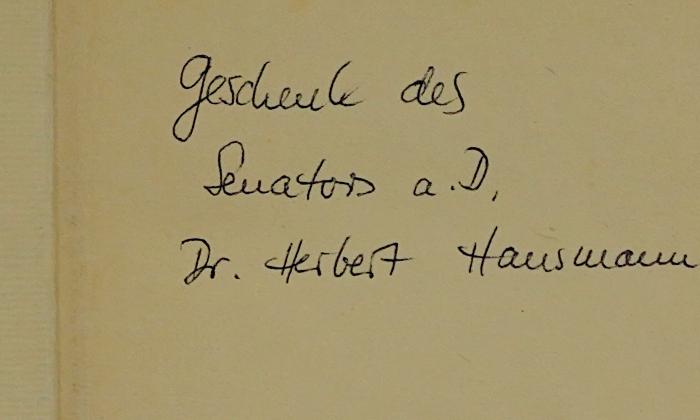 Geschenk des
Senators a.D.
Dr. Herbert Hausmann